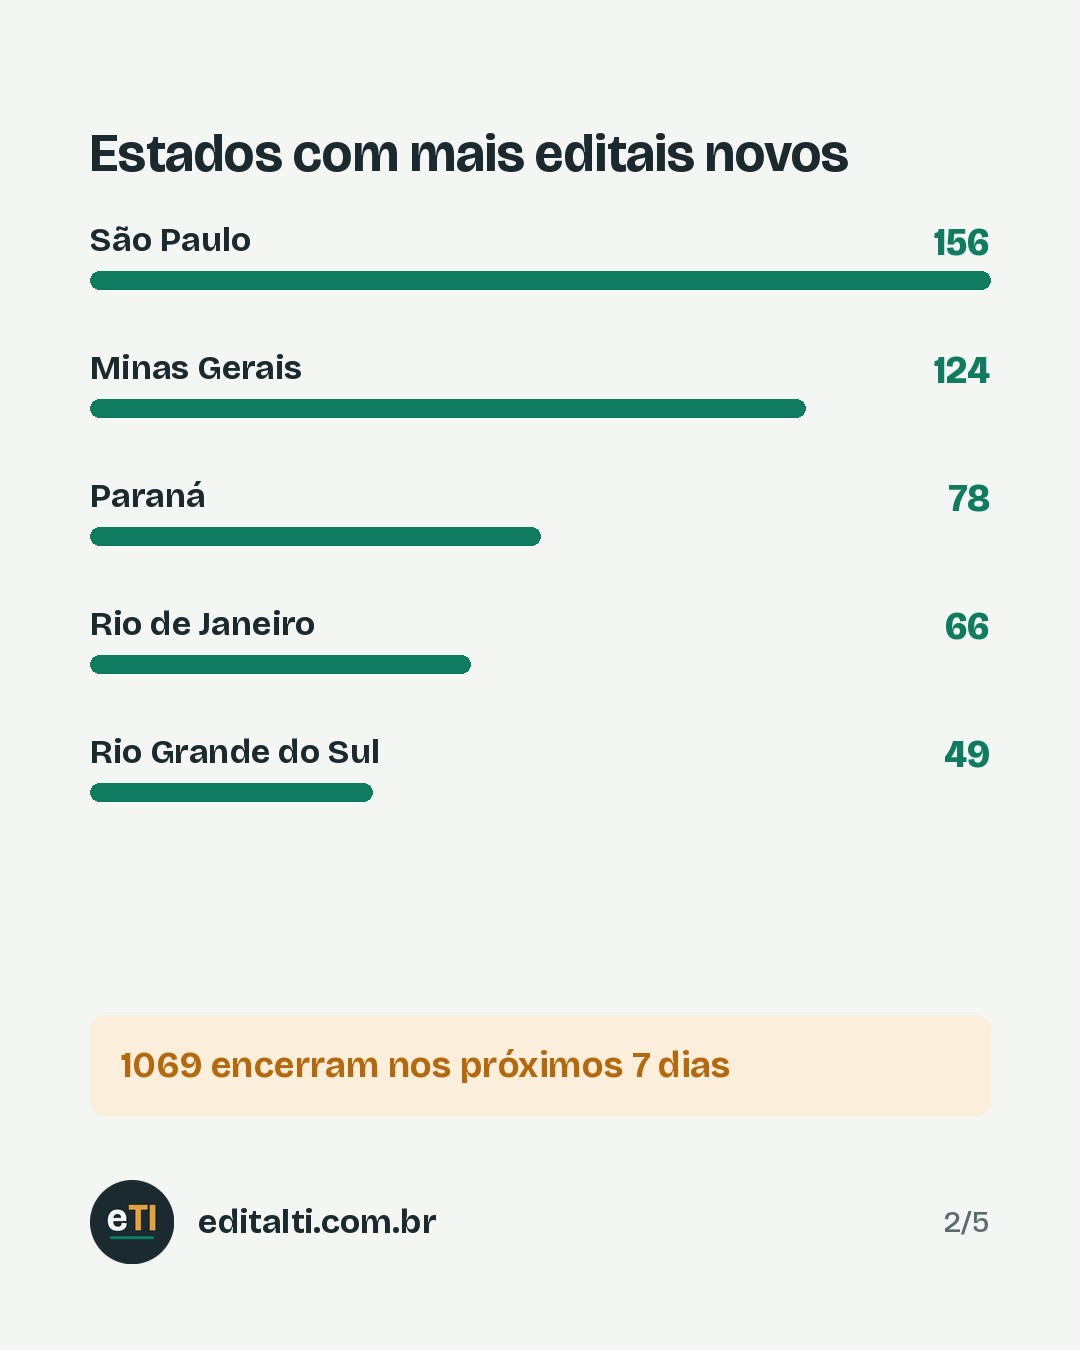 Estados com mais editais novos
São Paulo 156
Minas Gerais 124
Paraná 78
Rio de Janeiro 66
Rio Grande do Sul 49
1069 encerram nos próximos 7 dias
eTI editalti.com.br 2/5